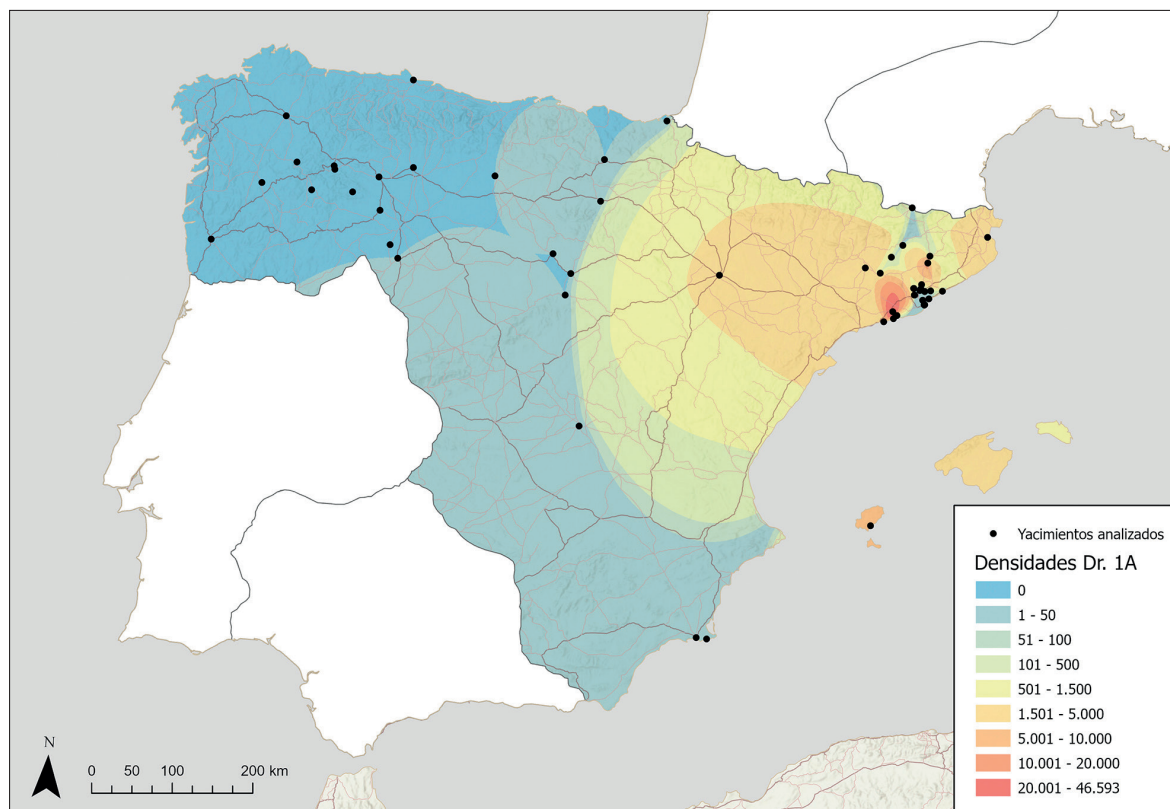 Yacimientos analizados
Densidades Dr. 1A
0
1 - 50
51 - 100
101 - 500
501 - 1.500
1.501 - 5.000
5.001 - 10.000
10.001 - 20.000
20.001 - 46.593
N
0 50 100 200 km